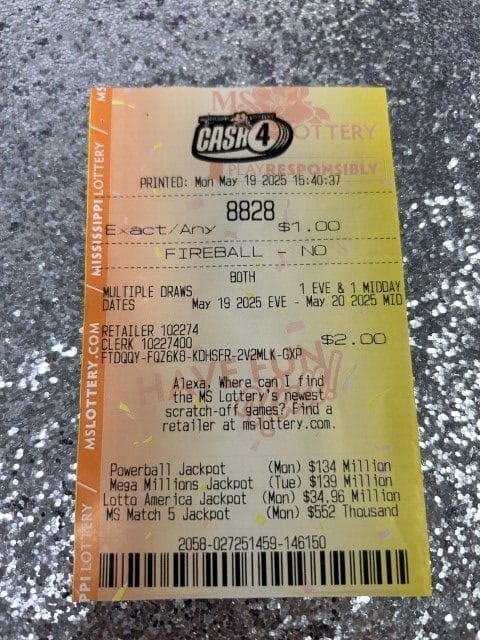 MS LOTTERY
CASH 4
PLAY RESPONSIBLY
PRINTED: Mon May 19 2025 15:40:37
8828
Exact/Any $1.00
FIREBALL - NO
BOTH
MULTIPLE DRAWS 1 EVE & 1 MIDDAY
DATES May 19 2025 EVE - May 20 2025 MID
RETAILER 102274
CLERK 10227400 $2.00
FTDQQY-FQZ6K8-KDHSFR-2V2MLK-GXP
HAVE FUN
Alexa. Where can I find
the MS Lottery's newest
scratch-off games? Find a
retailer at mslottery.com.
Powerball Jackpot (Mon) $134 Million
Mega Millions Jackpot (Tue) $139 Million
Lotto America Jackpot (Mon) $34.96 Million
MS Match 5 Jackpot (Mon) $552 Thousand
2058-027251459-146150
PPI LOTTERY / MSLOTTERY.COM / MISSISSIPPI LOTTERY / MS